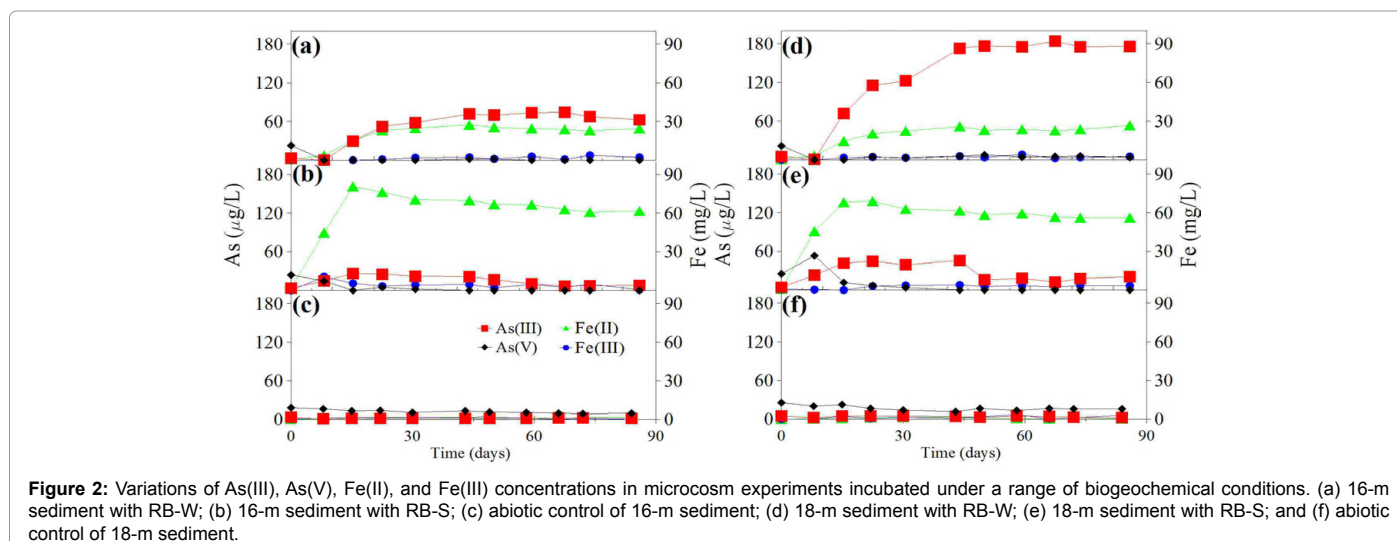 (a)
180
120
60
90
60
30
0
(d)
180
120
60
90
60
30
0
(b)
180
120
60
90
60
30
0
(e)
180
120
60
90
60
30
0
(c)
180
120
60
0
90
60
30
0
(f)
180
120
60
0
90
60
30
0
As (μg/L)
Fe (mg/L)
As (μg/L)
Fe (mg/L)
As(III) Fe(II)
As(V) Fe(III)
0 30 60 90
Time (days)
0 30 60 90
Time (days)
Figure 2: Variations of As(III), As(V), Fe(II), and Fe(III) concentrations in microcosm experiments incubated under a range of biogeochemical conditions. (a) 16-m
sediment with RB-W; (b) 16-m sediment with RB-S; (c) abiotic control of 16-m sediment; (d) 18-m sediment with RB-W; (e) 18-m sediment with RB-S; and (f) abiotic
control of 18-m sediment.